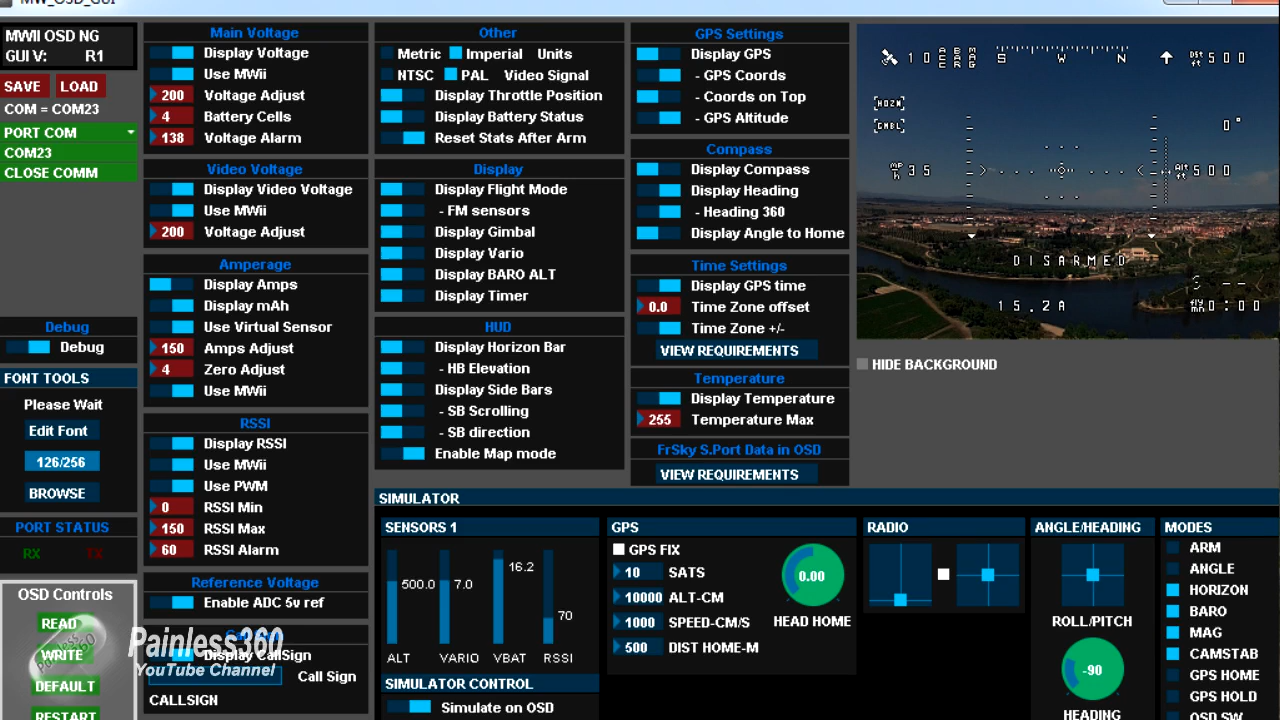 MW_OSD_GUI
MWII OSD NG
GUI V: R1
SAVE LOAD
COM = COM23
PORT COM
COM23
CLOSE COMM
Debug
Debug
FONT TOOLS
Please Wait
Edit Font
126/256
BROWSE
PORT STATUS
RX TX
OSD Controls
READ
WRITE
DEFAULT
RESTART
Painless360
YouTube Channel
Main Voltage
Display Voltage
Use MWii
200 Voltage Adjust
4 Battery Cells
138 Voltage Alarm
Video Voltage
Display Video Voltage
Use MWii
200 Voltage Adjust
Amperage
Display Amps
Display mAh
Use Virtual Sensor
150 Amps Adjust
4 Zero Adjust
Use MWii
RSSI
Display RSSI
Use MWii
Use PWM
0 RSSI Min
150 RSSI Max
60 RSSI Alarm
Reference Voltage
Enable ADC 5v ref
Display CallSign
Call Sign
CALLSIGN
Other
Metric Imperial Units
NTSC PAL Video Signal
Display Throttle Position
Display Battery Status
Reset Stats After Arm
Display
Display Flight Mode
- FM sensors
Display Gimbal
Display Vario
Display BARO ALT
Display Timer
HUD
Display Horizon Bar
- HB Elevation
Display Side Bars
- SB Scrolling
- SB direction
Enable Map mode
GPS Settings
Display GPS
- GPS Coords
- Coords on Top
- GPS Altitude
Compass
Display Compass
Display Heading
- Heading 360
Display Angle to Home
Time Settings
Display GPS time
0.0 Time Zone offset
Time Zone +/-
VIEW REQUIREMENTS
Temperature
Display Temperature
255 Temperature Max
FrSky S.Port Data in OSD
VIEW REQUIREMENTS
10 S W N Dst ft 500
HOZN
GMBL
0°
MPH 35 Alt ft 500
DISARMED
15.2A fly mn 0:00
HIDE BACKGROUND
SIMULATOR
SENSORS 1
500.0 7.0 16.2 70
ALT VARIO VBAT RSSI
SIMULATOR CONTROL
Simulate on OSD
GPS
GPS FIX
10 SATS
10000 ALT-CM
1000 SPEED-CM/S
500 DIST HOME-M
0.00
HEAD HOME
RADIO
ANGLE/HEADING
ROLL/PITCH
-90
HEADING
MODES
ARM
ANGLE
HORIZON
BARO
MAG
CAMSTAB
GPS HOME
GPS HOLD
OSD SW